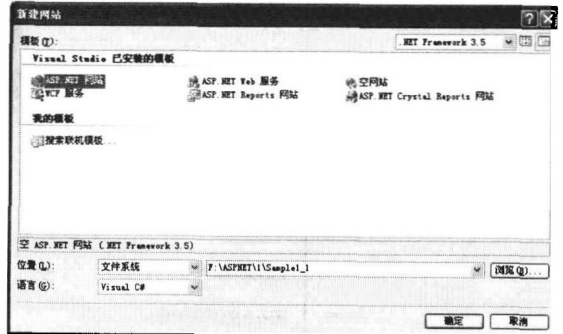 新建网站
模板(T):
.NET Framework 3.5
Visual Studio 已安装的模板
ASP.NET 网站
ASP.NET Web 服务
空网站
WCF 服务
ASP.NET Reports 网站
ASP.NET Crystal Reports 网站
我的模板
搜索联机模板...
空 ASP.NET 网站 (.NET Framework 3.5)
位置(L):
文件系统
F:\ASPNET\1\Sample1_1
浏览(B)...
语言(G):
Visual C#
确定
取消